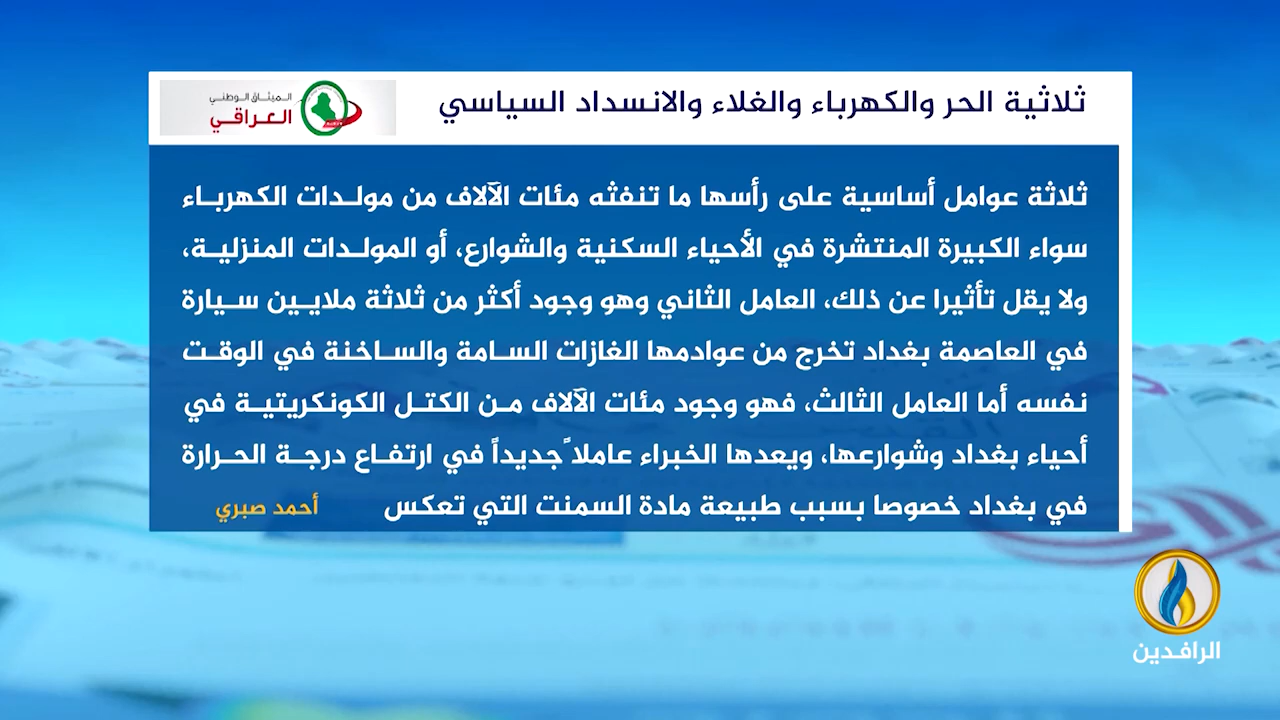 ثلاثية الحر والكهرباء والغلاء والانسداد السياسي
الميثاق الوطني
العراقي
ثلاثة عوامل أساسية على رأسها ما تنفثه مئات الآلاف من مولدات الكهرباء
سواء الكبيرة المنتشرة في الأحياء السكنية والشوارع، أو المولدات المنزلية،
ولا يقل تأثيرا عن ذلك، العامل الثاني وهو وجود أكثر من ثلاثة ملايين سيارة
في العاصمة بغداد تخرج من عوادمها الغازات السامة والساخنة في الوقت
نفسه أما العامل الثالث، فهو وجود مئات الآلاف من الكتل الكونكريتية في
أحياء بغداد وشوارعها، ويعدها الخبراء عاملاً جديداً في ارتفاع درجة الحرارة
في بغداد خصوصا بسبب طبيعة مادة السمنت التي تعكس
أحمد صبري
الرافدين